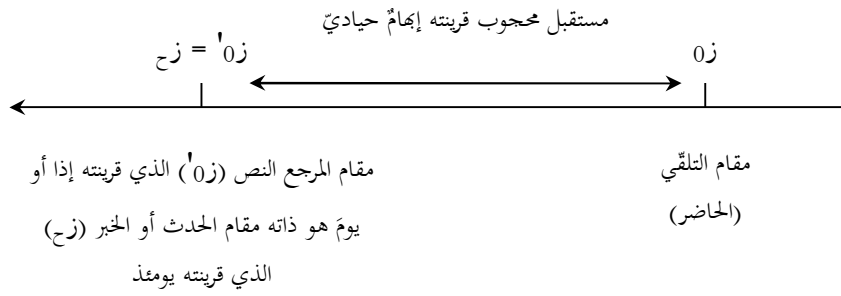 مستقبل محجوب قرينته إبهامٌ حياديّ
ز0
ز0' = زح
مقام التلقّي
(الحاضر)
مقام المرجع النص (ز0') الذي قرينته إذا أو
يومَ هو ذاته مقام الحدث أو الخبر (زح)
الذي قرينته يومئذ